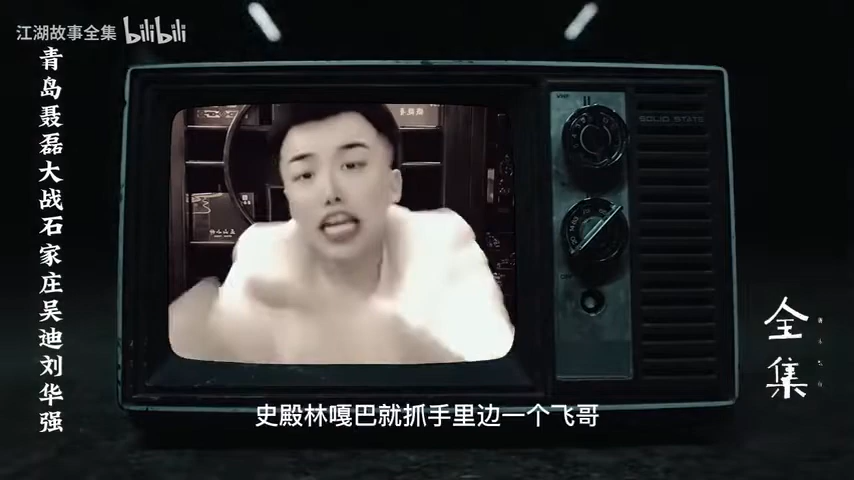 江湖故事全集 bilibili
青岛聂磊大战石家庄吴迪刘华强
SOLID STATE
VHF
OFF
全集
史殿林嘎巴就抓手里边一个飞哥